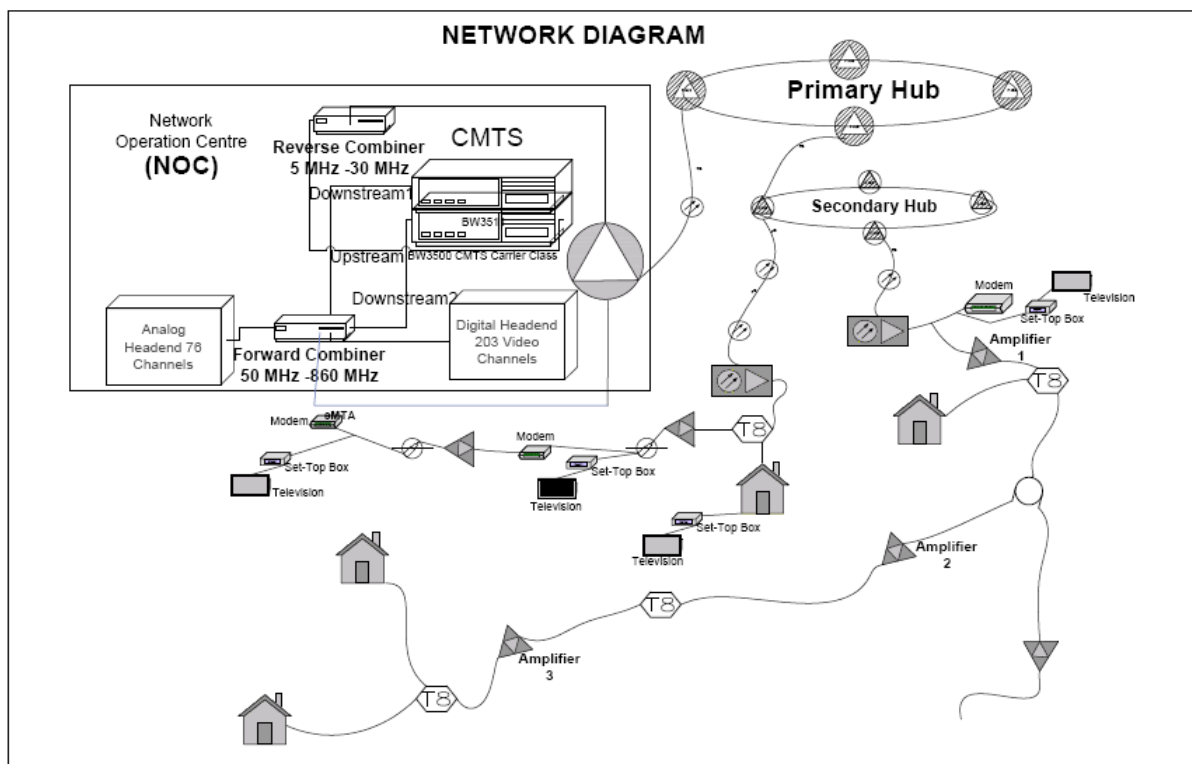 NETWORK DIAGRAM
Network
Operation Centre
(NOC)
Reverse Combiner
5 MHz -30 MHz
CMTS
Downstream1
BW351
Upstream
BW3500 CMTS Carrier Class
Downstream2
Analog
Headend 76
Channels
Forward Combiner
50 MHz -860 MHz
Digital Headend
203 Video
Channels
Primary Hub
Secondary Hub
Modem
Television
Set-Top Box
Amplifier
1
T8
eMTA
Modem
Set-Top Box
Television
Modem
Set-Top Box
Television
T8
Set-Top Box
Television
Amplifier
2
T8
Amplifier
3
T8